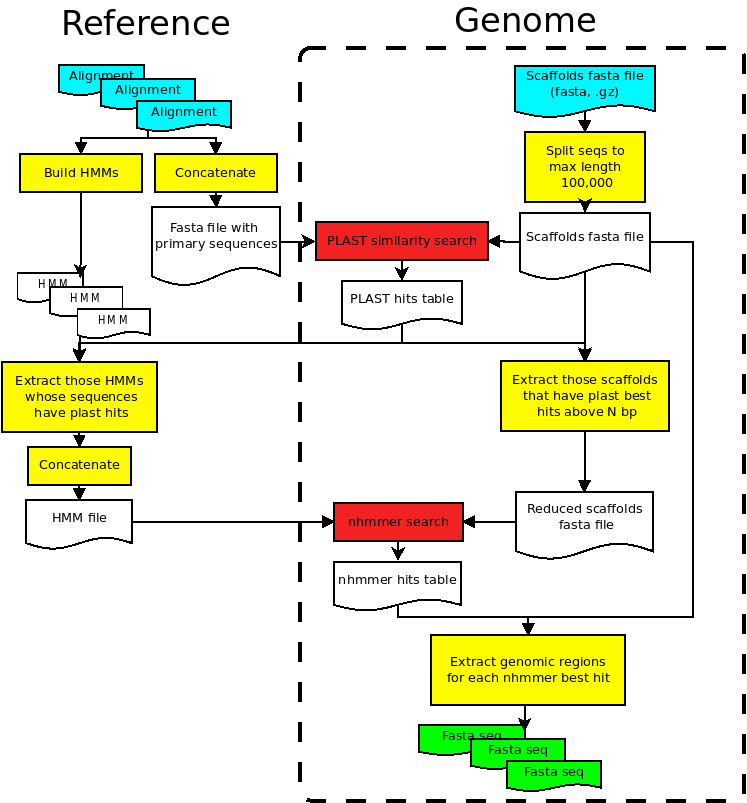 Reference
Genome
Alignment
Alignment
Alignment
Scaffolds fasta file
(fasta, .gz)
Build HMMs
Concatenate
Split seqs to
max length
100,000
Fasta file with
primary sequences
PLAST similarity search
Scaffolds fasta file
HMM
HMM
HMM
PLAST hits table
Extract those HMMs
whose sequences
have plast hits
Extract those scaffolds
that have plast best
hits above N bp
Concatenate
HMM file
nhmmer search
Reduced scaffolds
fasta file
nhmmer hits table
Extract genomic regions
for each nhmmer best hit
Fasta seq
Fasta seq
Fasta seq